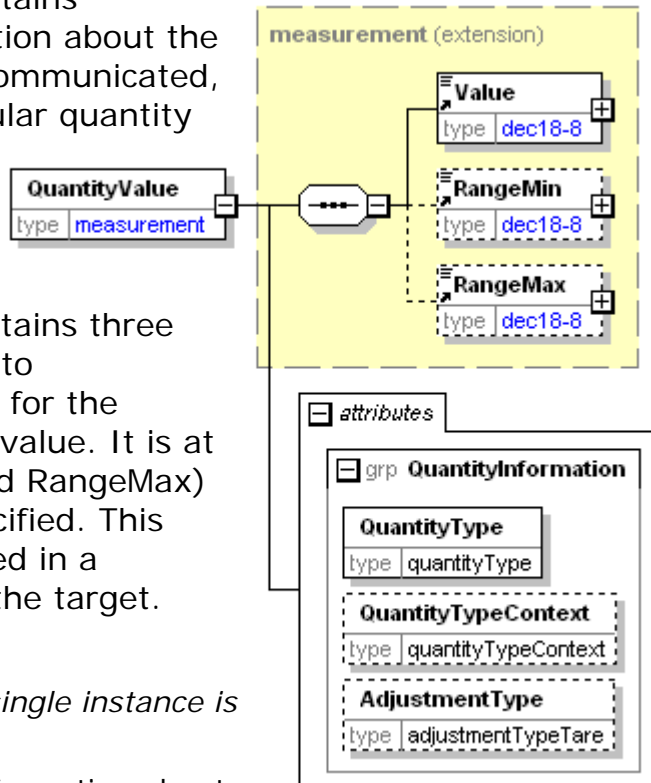 tains
tion about the
ommunicated,
ular quantity
measurement (extension)
Value
type dec18-8
QuantityValue
type measurement
RangeMin
type dec18-8
RangeMax
type dec18-8
tains three
to
for the
value. It is at
d RangeMax)
cified. This
ed in a
the target.
single instance is
attributes
grp QuantityInformation
QuantityType
type quantityType
QuantityTypeContext
type quantityTypeContext
AdjustmentType
type adjustmentTypeTare